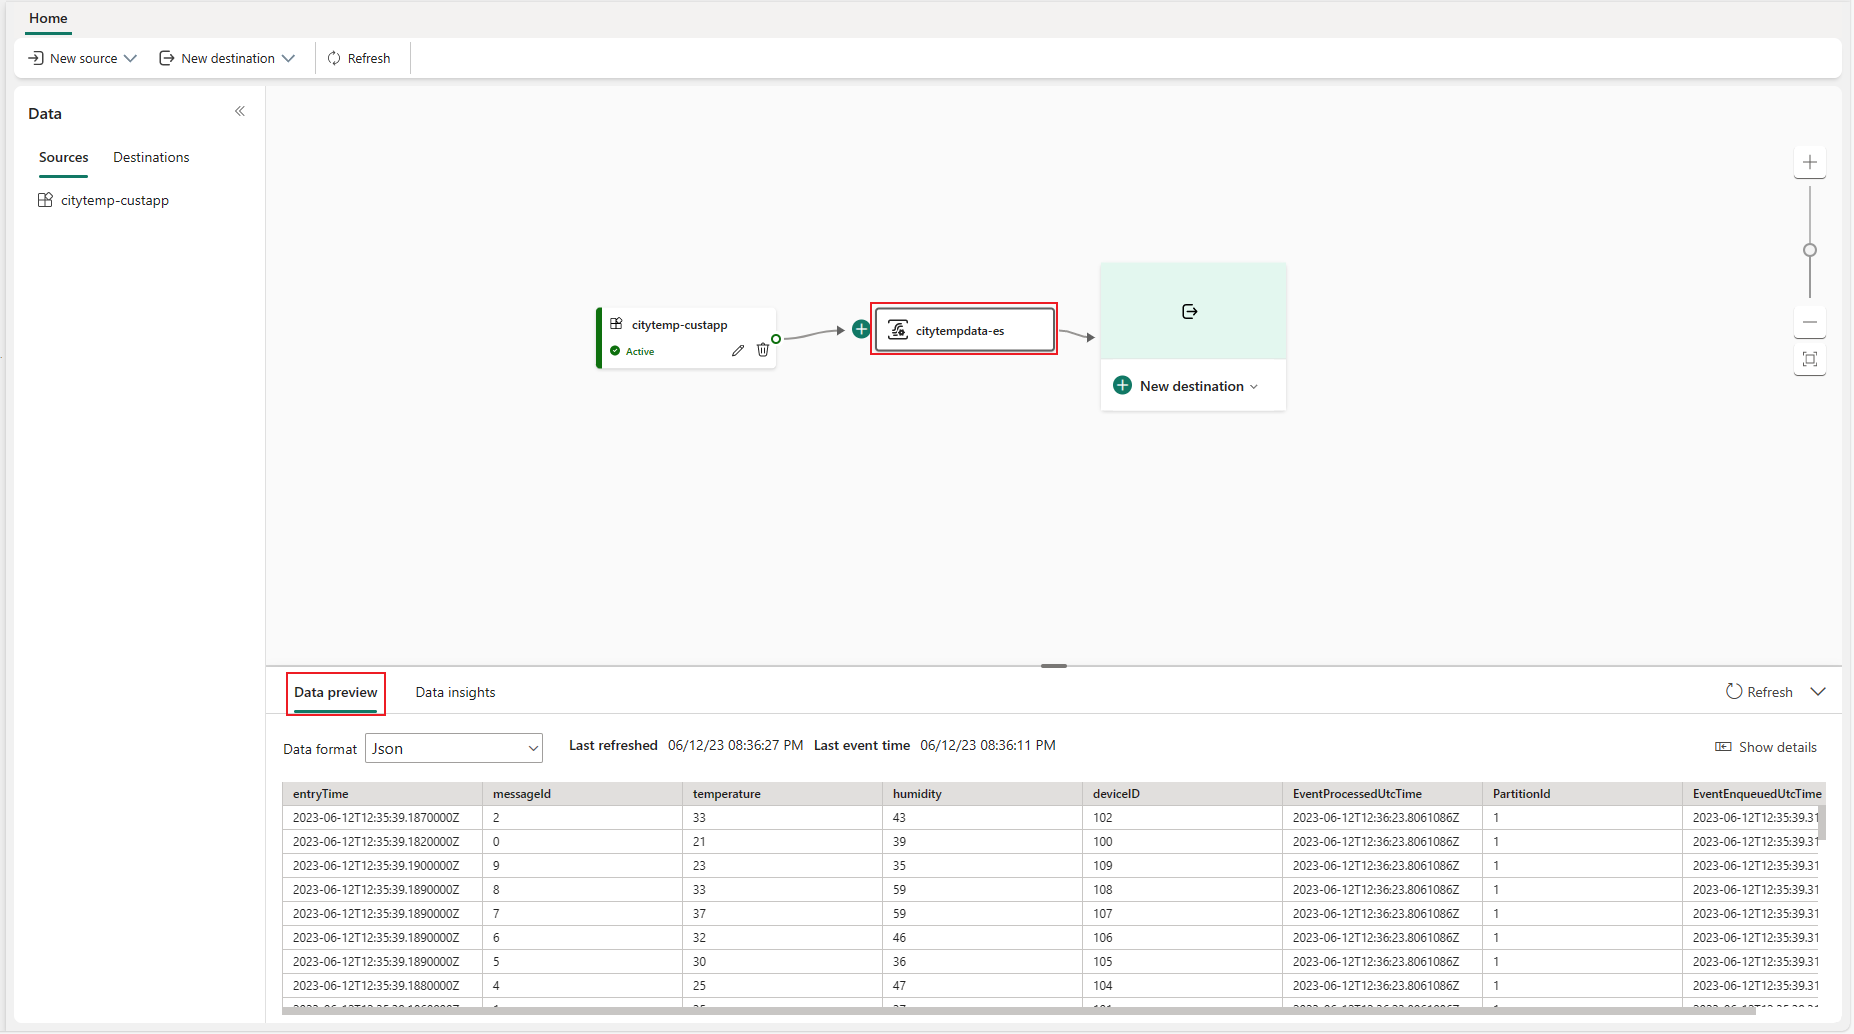 Home
New source
New destination
Refresh
Data
Sources Destinations
citytemp-custapp
citytemp-custapp
Active
citytempdata-es
New destination
Data preview Data insights Refresh
Data format Json Last refreshed 06/12/23 08:36:27 PM Last event time 06/12/23 08:36:11 PM Show details
entryTime messageId temperature humidity deviceID EventProcessedUtcTime PartitionId EventEnqueuedUtcTime
2023-06-12T12:35:39.1870000Z 2 33 43 102 2023-06-12T12:36:23.8061086Z 1 2023-06-12T12:35:39.31
2023-06-12T12:35:39.1820000Z 0 21 39 100 2023-06-12T12:36:23.8061086Z 1 2023-06-12T12:35:39.31
2023-06-12T12:35:39.1900000Z 9 23 35 109 2023-06-12T12:36:23.8061086Z 1 2023-06-12T12:35:39.31
2023-06-12T12:35:39.1890000Z 8 33 59 108 2023-06-12T12:36:23.8061086Z 1 2023-06-12T12:35:39.31
2023-06-12T12:35:39.1890000Z 7 37 59 107 2023-06-12T12:36:23.8061086Z 1 2023-06-12T12:35:39.31
2023-06-12T12:35:39.1890000Z 6 32 46 106 2023-06-12T12:36:23.8061086Z 1 2023-06-12T12:35:39.31
2023-06-12T12:35:39.1890000Z 5 30 36 105 2023-06-12T12:36:23.8061086Z 1 2023-06-12T12:35:39.31
2023-06-12T12:35:39.1880000Z 4 25 47 104 2023-06-12T12:36:23.8061086Z 1 2023-06-12T12:35:39.31